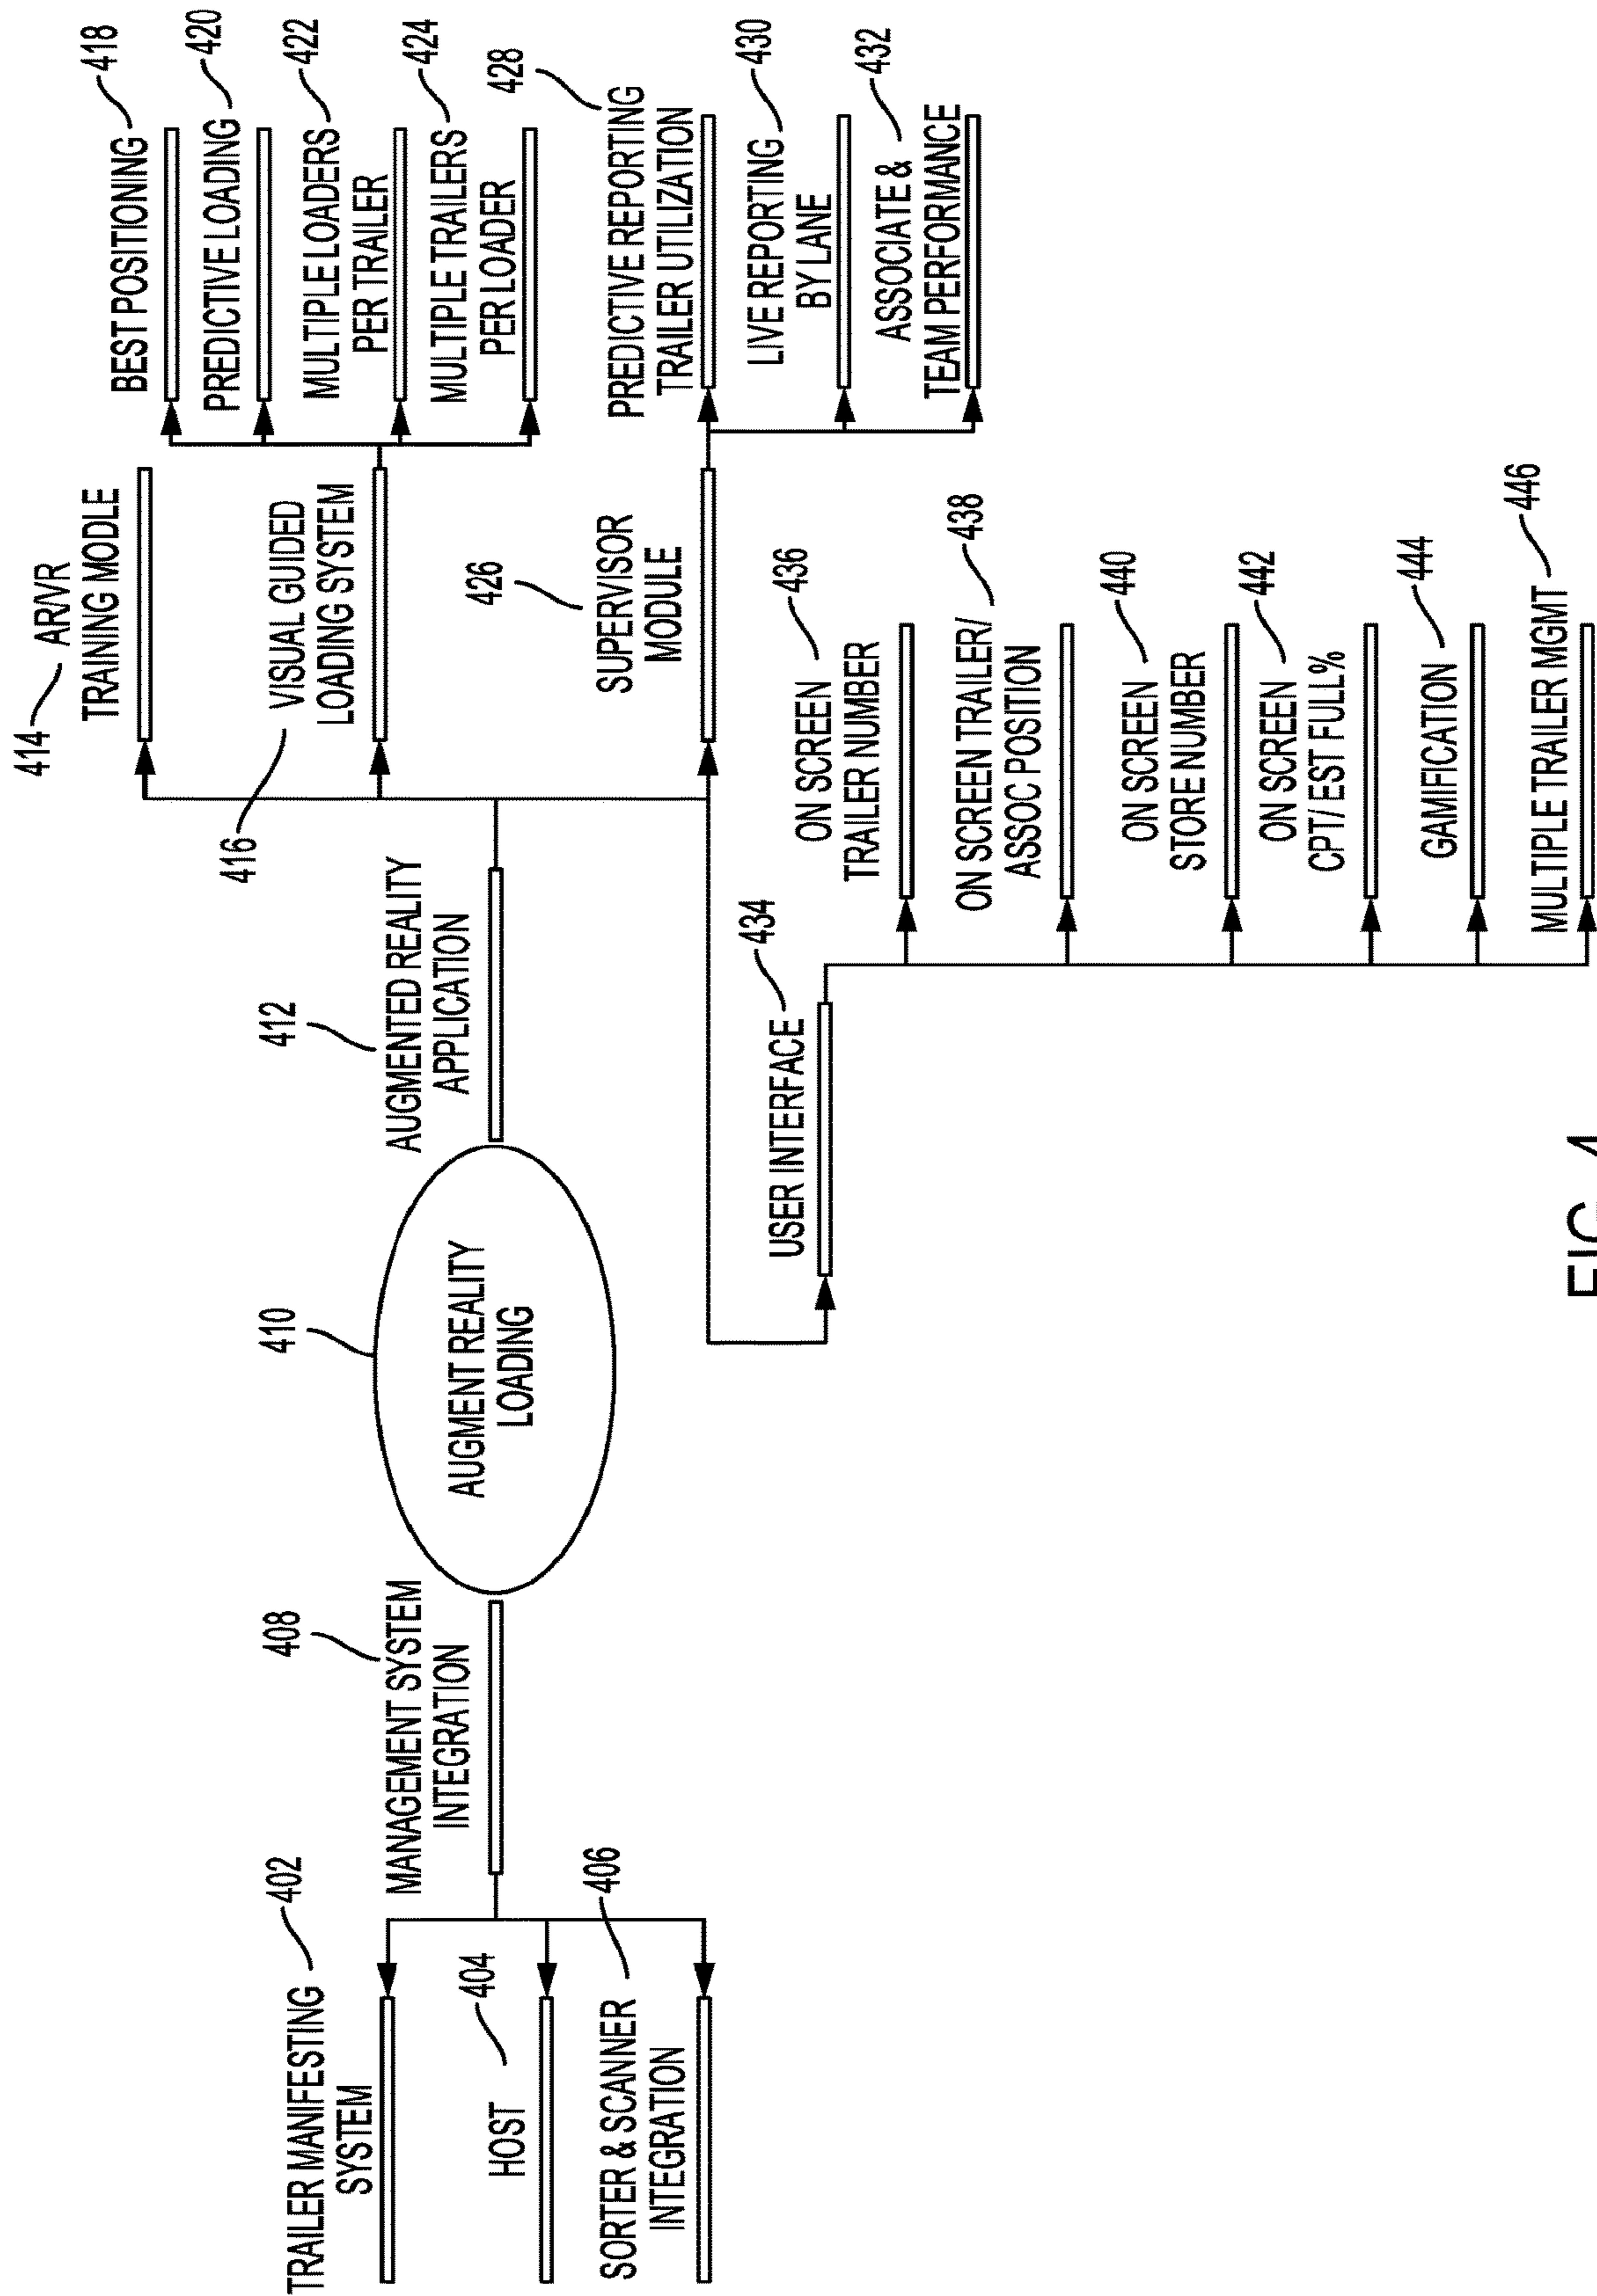 TRAILER MANIFESTING
SYSTEM
402
HOST
404
SORTER & SCANNER
INTEGRATION
406
MANAGEMENT SYSTEM
INTEGRATION
408
AUGMENT REALITY
LOADING
410
AUGMENTED REALITY
APPLICATION
412
414
AR/VR
TRAINING MODLE
416
VISUAL GUIDED
LOADING SYSTEM
BEST POSITIONING
418
PREDICTIVE LOADING
420
MULTIPLE LOADERS
PER TRAILER
422
MULTIPLE TRAILERS
PER LOADER
424
426
SUPERVISOR
MODULE
PREDICTIVE REPORTING
TRAILER UTILIZATION
428
LIVE REPORTING
BY LANE
430
ASSOCIATE &
TEAM PERFORMANCE
432
USER INTERFACE
434
ON SCREEN
TRAILER NUMBER
436
ON SCREEN TRAILER/
ASSOC POSITION
438
ON SCREEN
STORE NUMBER
440
ON SCREEN
CPT/ EST FULL%
442
GAMIFICATION
444
MULTIPLE TRAILER MGMT
446
FIG. 4